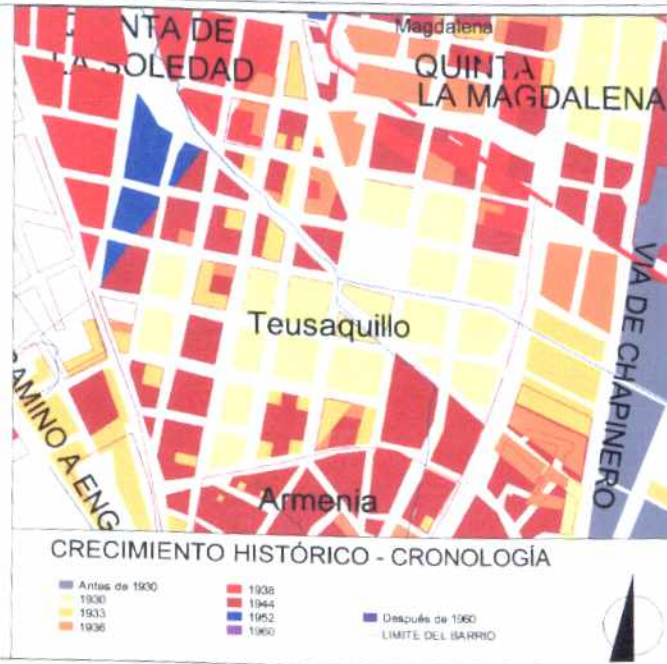 NTA DE
LA SOLEDAD
Magdalena
QUINTA
LA MAGDALENA
Teusaquillo
VIA DE CHAPINERO
AMINO A ENG
Armenia
CRECIMIENTO HISTÓRICO - CRONOLOGÍA
Antes de 1930
1930
1933
1936
1938
1944
1952
1960
Después de 1960
LIMITE DEL BARRIO